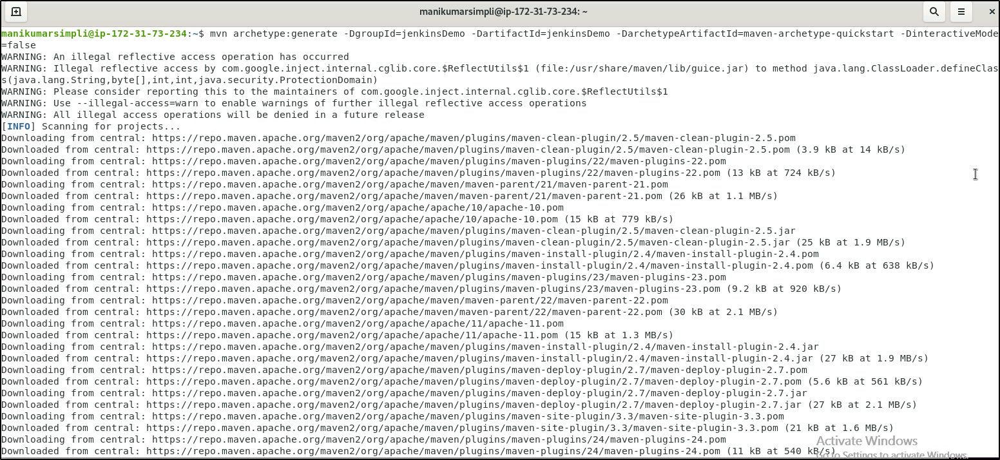 manikumarsimpli@ip-172-31-73-234: ~
manikumarsimpli@ip-172-31-73-234:~$ mvn archetype:generate -DgroupId=jenkinsDemo -DartifactId=jenkinsDemo -DarchetypeArtifactId=maven-archetype-quickstart -DinteractiveMode
=false
WARNING: An illegal reflective access operation has occurred
WARNING: Illegal reflective access by com.google.inject.internal.cglib.core.$ReflectUtils$1 (file:/usr/share/maven/lib/guice.jar) to method java.lang.ClassLoader.defineClas
s(java.lang.String,byte[],int,int,java.security.ProtectionDomain)
WARNING: Please consider reporting this to the maintainers of com.google.inject.internal.cglib.core.$ReflectUtils$1
WARNING: Use --illegal-access=warn to enable warnings of further illegal reflective access operations
WARNING: All illegal access operations will be denied in a future release
[INFO] Scanning for projects...
Downloading from central: https://repo.maven.apache.org/maven2/org/apache/maven/plugins/maven-clean-plugin/2.5/maven-clean-plugin-2.5.pom
Downloaded from central: https://repo.maven.apache.org/maven2/org/apache/maven/plugins/maven-clean-plugin/2.5/maven-clean-plugin-2.5.pom (3.9 kB at 14 kB/s)
Downloading from central: https://repo.maven.apache.org/maven2/org/apache/maven/plugins/maven-plugins/22/maven-plugins-22.pom
Downloaded from central: https://repo.maven.apache.org/maven2/org/apache/maven/plugins/maven-plugins/22/maven-plugins-22.pom (13 kB at 724 kB/s)
Downloading from central: https://repo.maven.apache.org/maven2/org/apache/maven/maven-parent/21/maven-parent-21.pom
Downloaded from central: https://repo.maven.apache.org/maven2/org/apache/maven/maven-parent/21/maven-parent-21.pom (26 kB at 1.1 MB/s)
Downloading from central: https://repo.maven.apache.org/maven2/org/apache/apache/10/apache-10.pom
Downloaded from central: https://repo.maven.apache.org/maven2/org/apache/apache/10/apache-10.pom (15 kB at 779 kB/s)
Downloading from central: https://repo.maven.apache.org/maven2/org/apache/maven/plugins/maven-clean-plugin/2.5/maven-clean-plugin-2.5.jar
Downloaded from central: https://repo.maven.apache.org/maven2/org/apache/maven/plugins/maven-clean-plugin/2.5/maven-clean-plugin-2.5.jar (25 kB at 1.9 MB/s)
Downloading from central: https://repo.maven.apache.org/maven2/org/apache/maven/plugins/maven-install-plugin/2.4/maven-install-plugin-2.4.pom
Downloaded from central: https://repo.maven.apache.org/maven2/org/apache/maven/plugins/maven-install-plugin/2.4/maven-install-plugin-2.4.pom (6.4 kB at 638 kB/s)
Downloading from central: https://repo.maven.apache.org/maven2/org/apache/maven/plugins/maven-plugins/23/maven-plugins-23.pom
Downloaded from central: https://repo.maven.apache.org/maven2/org/apache/maven/plugins/maven-plugins/23/maven-plugins-23.pom (9.2 kB at 920 kB/s)
Downloading from central: https://repo.maven.apache.org/maven2/org/apache/maven/maven-parent/22/maven-parent-22.pom
Downloaded from central: https://repo.maven.apache.org/maven2/org/apache/maven/maven-parent/22/maven-parent-22.pom (30 kB at 2.1 MB/s)
Downloading from central: https://repo.maven.apache.org/maven2/org/apache/apache/11/apache-11.pom
Downloaded from central: https://repo.maven.apache.org/maven2/org/apache/apache/11/apache-11.pom (15 kB at 1.3 MB/s)
Downloading from central: https://repo.maven.apache.org/maven2/org/apache/maven/plugins/maven-install-plugin/2.4/maven-install-plugin-2.4.jar
Downloaded from central: https://repo.maven.apache.org/maven2/org/apache/maven/plugins/maven-install-plugin/2.4/maven-install-plugin-2.4.jar (27 kB at 1.9 MB/s)
Downloading from central: https://repo.maven.apache.org/maven2/org/apache/maven/plugins/maven-deploy-plugin/2.7/maven-deploy-plugin-2.7.pom
Downloaded from central: https://repo.maven.apache.org/maven2/org/apache/maven/plugins/maven-deploy-plugin/2.7/maven-deploy-plugin-2.7.pom (5.6 kB at 561 kB/s)
Downloading from central: https://repo.maven.apache.org/maven2/org/apache/maven/plugins/maven-deploy-plugin/2.7/maven-deploy-plugin-2.7.jar
Downloaded from central: https://repo.maven.apache.org/maven2/org/apache/maven/plugins/maven-deploy-plugin/2.7/maven-deploy-plugin-2.7.jar (27 kB at 2.1 MB/s)
Downloading from central: https://repo.maven.apache.org/maven2/org/apache/maven/plugins/maven-site-plugin/3.3/maven-site-plugin-3.3.pom
Downloaded from central: https://repo.maven.apache.org/maven2/org/apache/maven/plugins/maven-site-plugin/3.3/maven-site-plugin-3.3.pom (21 kB at 1.6 MB/s)
Downloading from central: https://repo.maven.apache.org/maven2/org/apache/maven/plugins/maven-plugins/24/maven-plugins-24.pom
Downloaded from central: https://repo.maven.apache.org/maven2/org/apache/maven/plugins/maven-plugins/24/maven-plugins-24.pom (11 kB at 540 kB/s)
Activate Windows
Go to Settings to activate Windows.